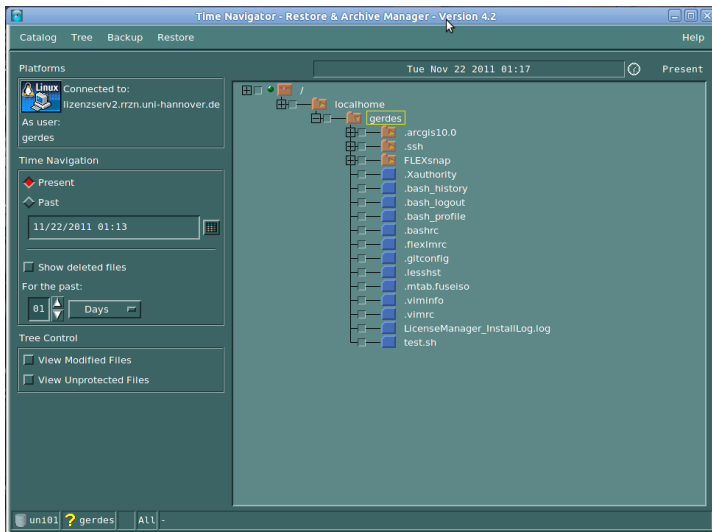 Time Navigator - Restore & Archive Manager - Version 4.2
Catalog Tree Backup Restore Help
Platforms
Tue Nov 22 2011 01:17 Present
Linux
Connected to:
lizenzserv2.rrzn.uni-hannover.de
As user:
gerdes
Time Navigation
Present
Past
11/22/2011 01:13
Show deleted files
For the past:
01 Days
Tree Control
View Modified Files
View Unprotected Files
/
localhome
gerdes
.arcgis10.0
.ssh
FLEXsnap
.Xauthority
.bash_history
.bash_logout
.bash_profile
.bashrc
.flexlmrc
.gitconfig
.lesshst
.mtab.fuseiso
.viminfo
.vimrc
LicenseManager_InstallLog.log
test.sh
uni01 ? gerdes All -